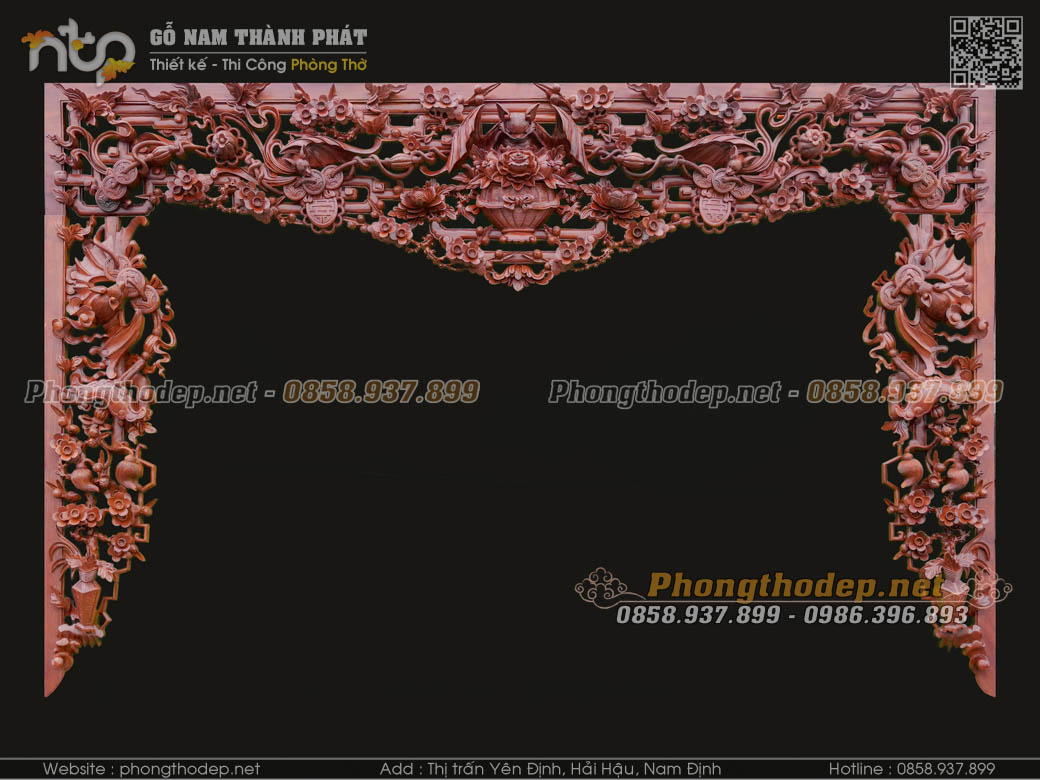 ntp
GỖ NAM THÀNH PHÁT
Thiết kế - Thi Công Phòng Thờ
Phongthodep.net - 0858.937.899
Phongthodep.net - 0858.937.899
Phongthodep.net
0858.937.899 - 0986.396.893
Website : phongthodep.net
Add : Thị trấn Yên Định, Hải Hậu, Nam Định
Hotline : 0858.937.899